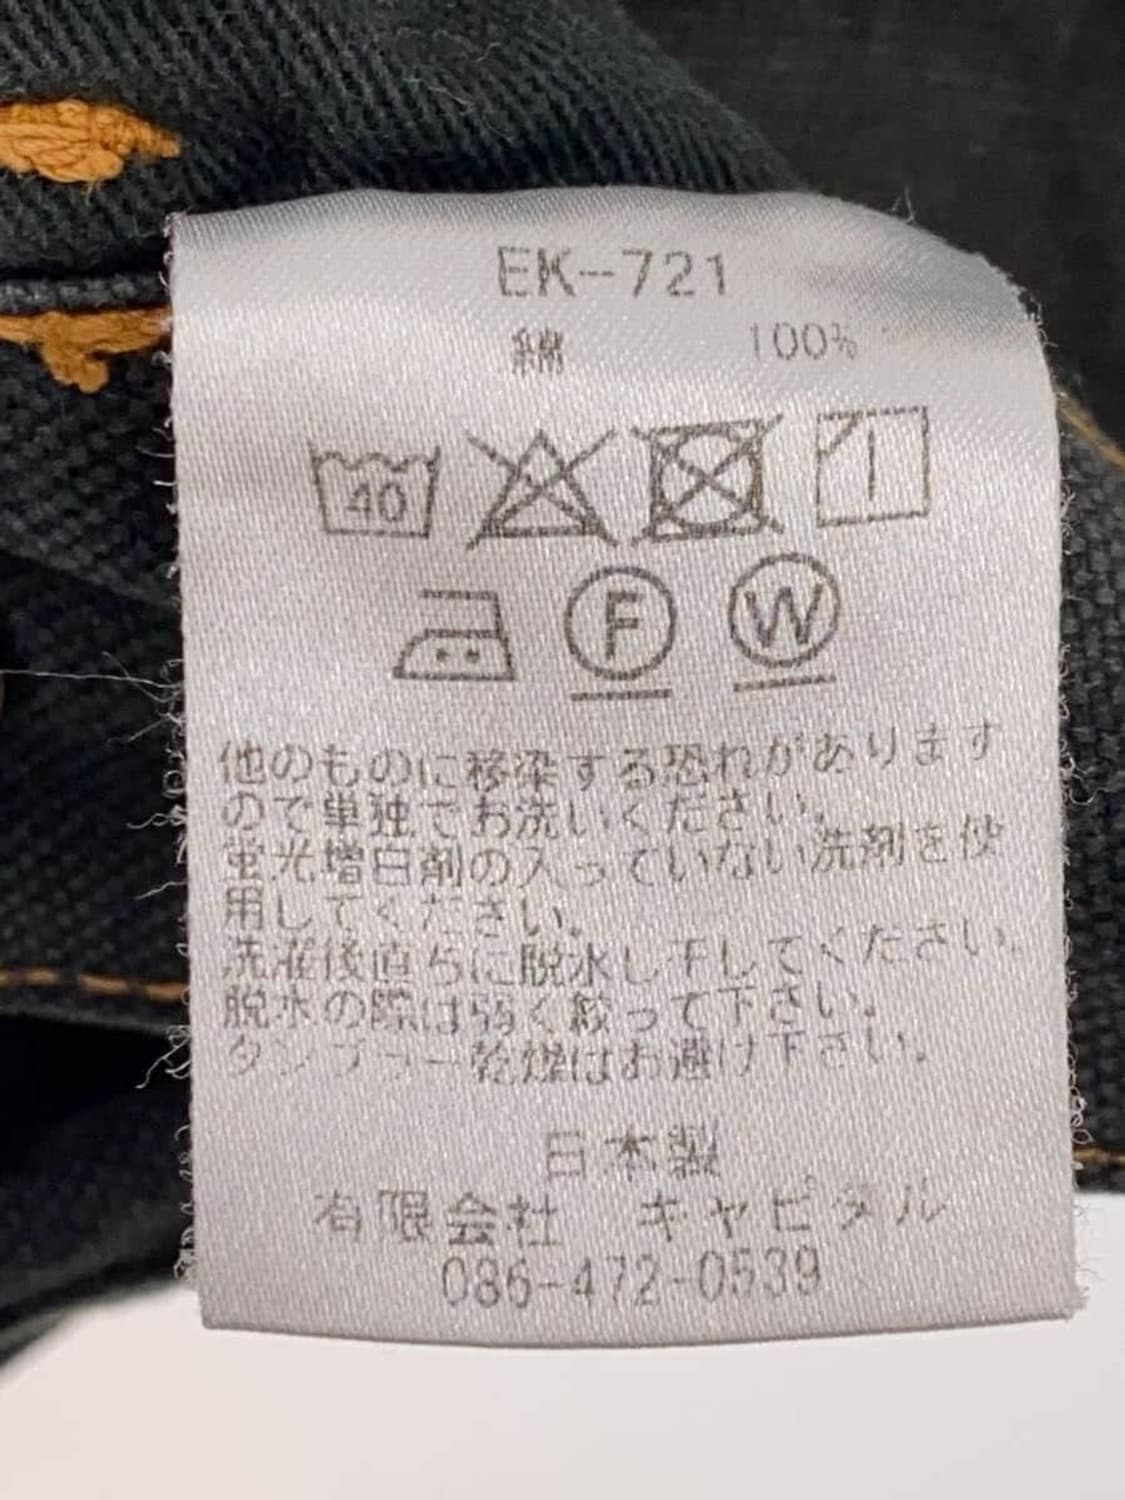 EK-721
綿 100%
40
F W
他のものに移染する恐れがあります
ので単独でお洗いください。
蛍光増白剤の入っていない洗剤を使
用してください。
洗濯後直ちに脱水し干してください。
脱水の際は弱く絞って下さい。
タンブラー乾燥はお避け下さい。
日本製
有限会社 キャピタル
086-472-0539